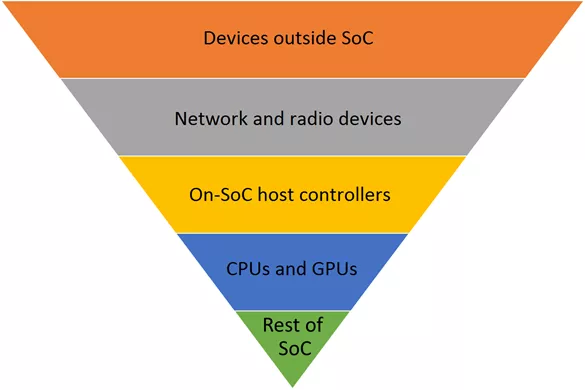 Devices outside SoC
Network and radio devices
On-SoC host controllers
CPUs and GPUs
Rest of
SoC